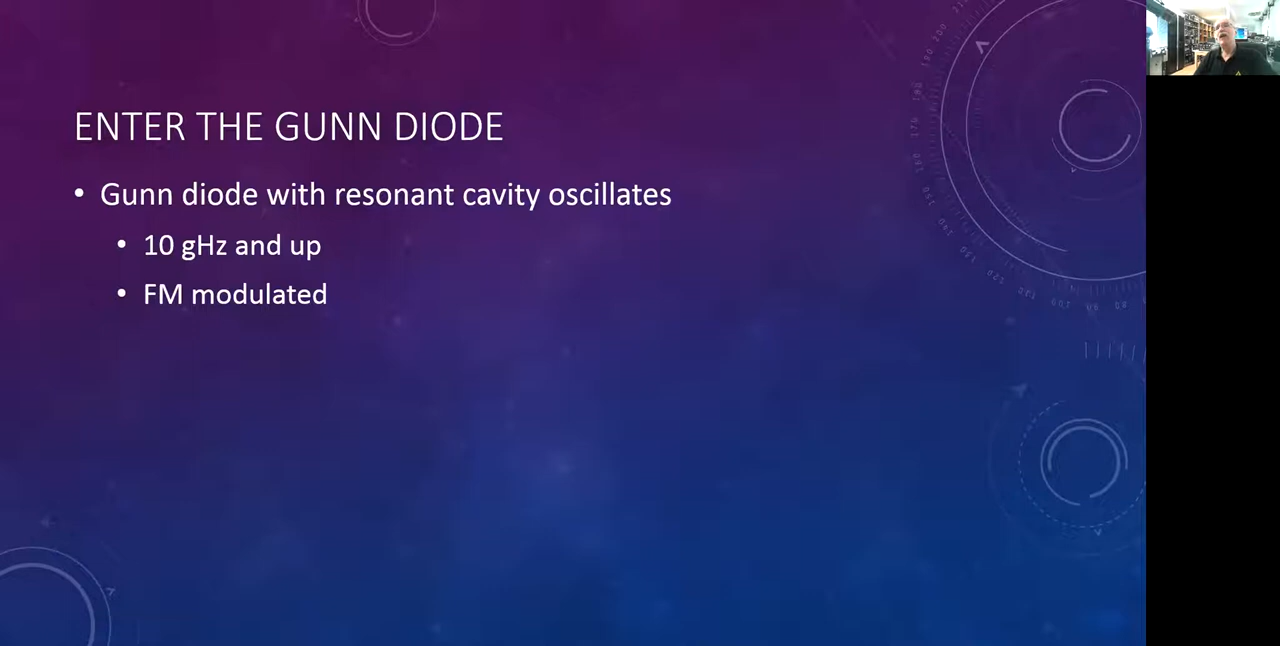 ENTER THE GUNN DIODE
• Gunn diode with resonant cavity oscillates
• 10 gHz and up
• FM modulated